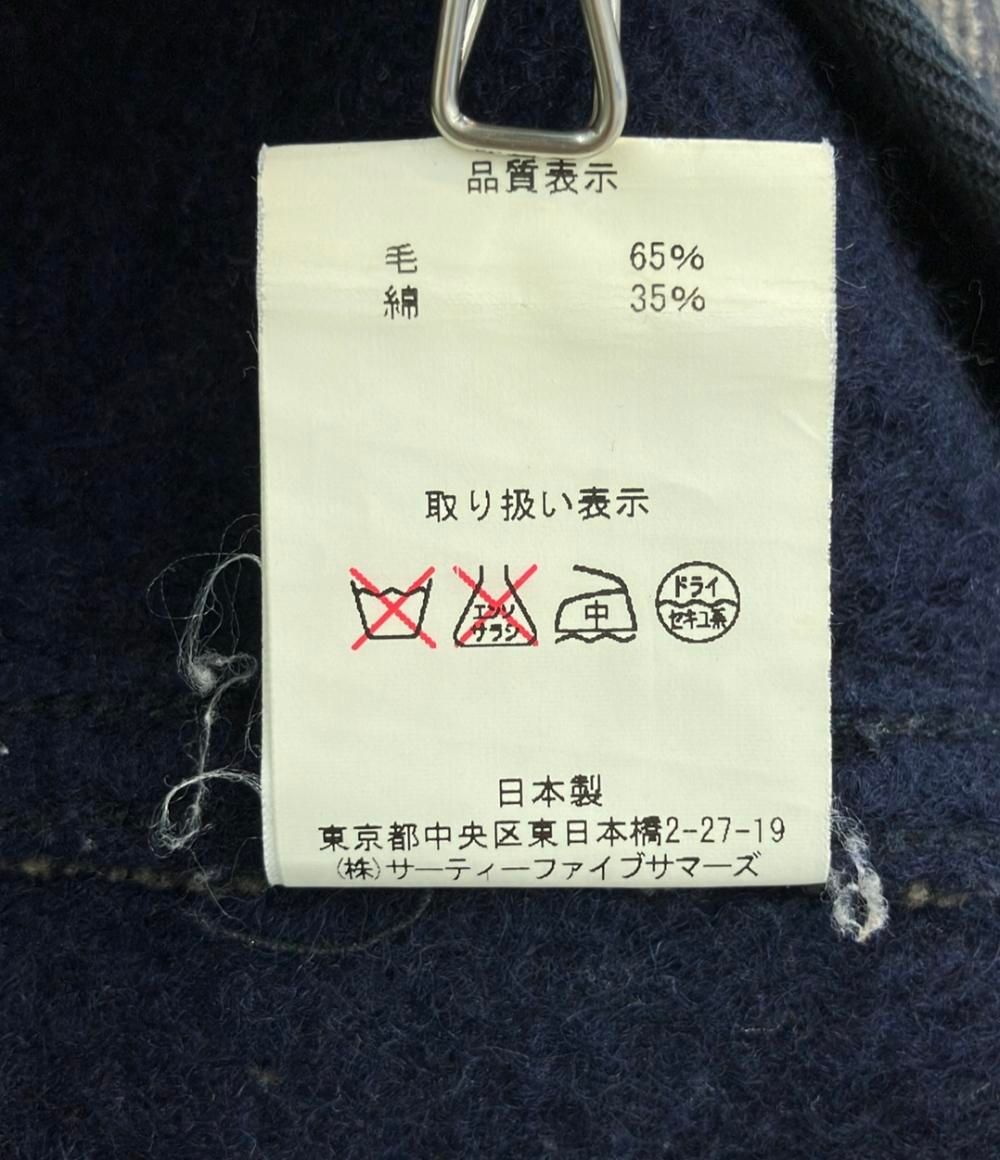 品質表示
毛 65%
綿 35%
取り扱い表示
エンソ
サラシ
中
ドライ
セキユ系
日本製
東京都中央区東日本橋2-27-19
(株)サーティーファイブサマーズ